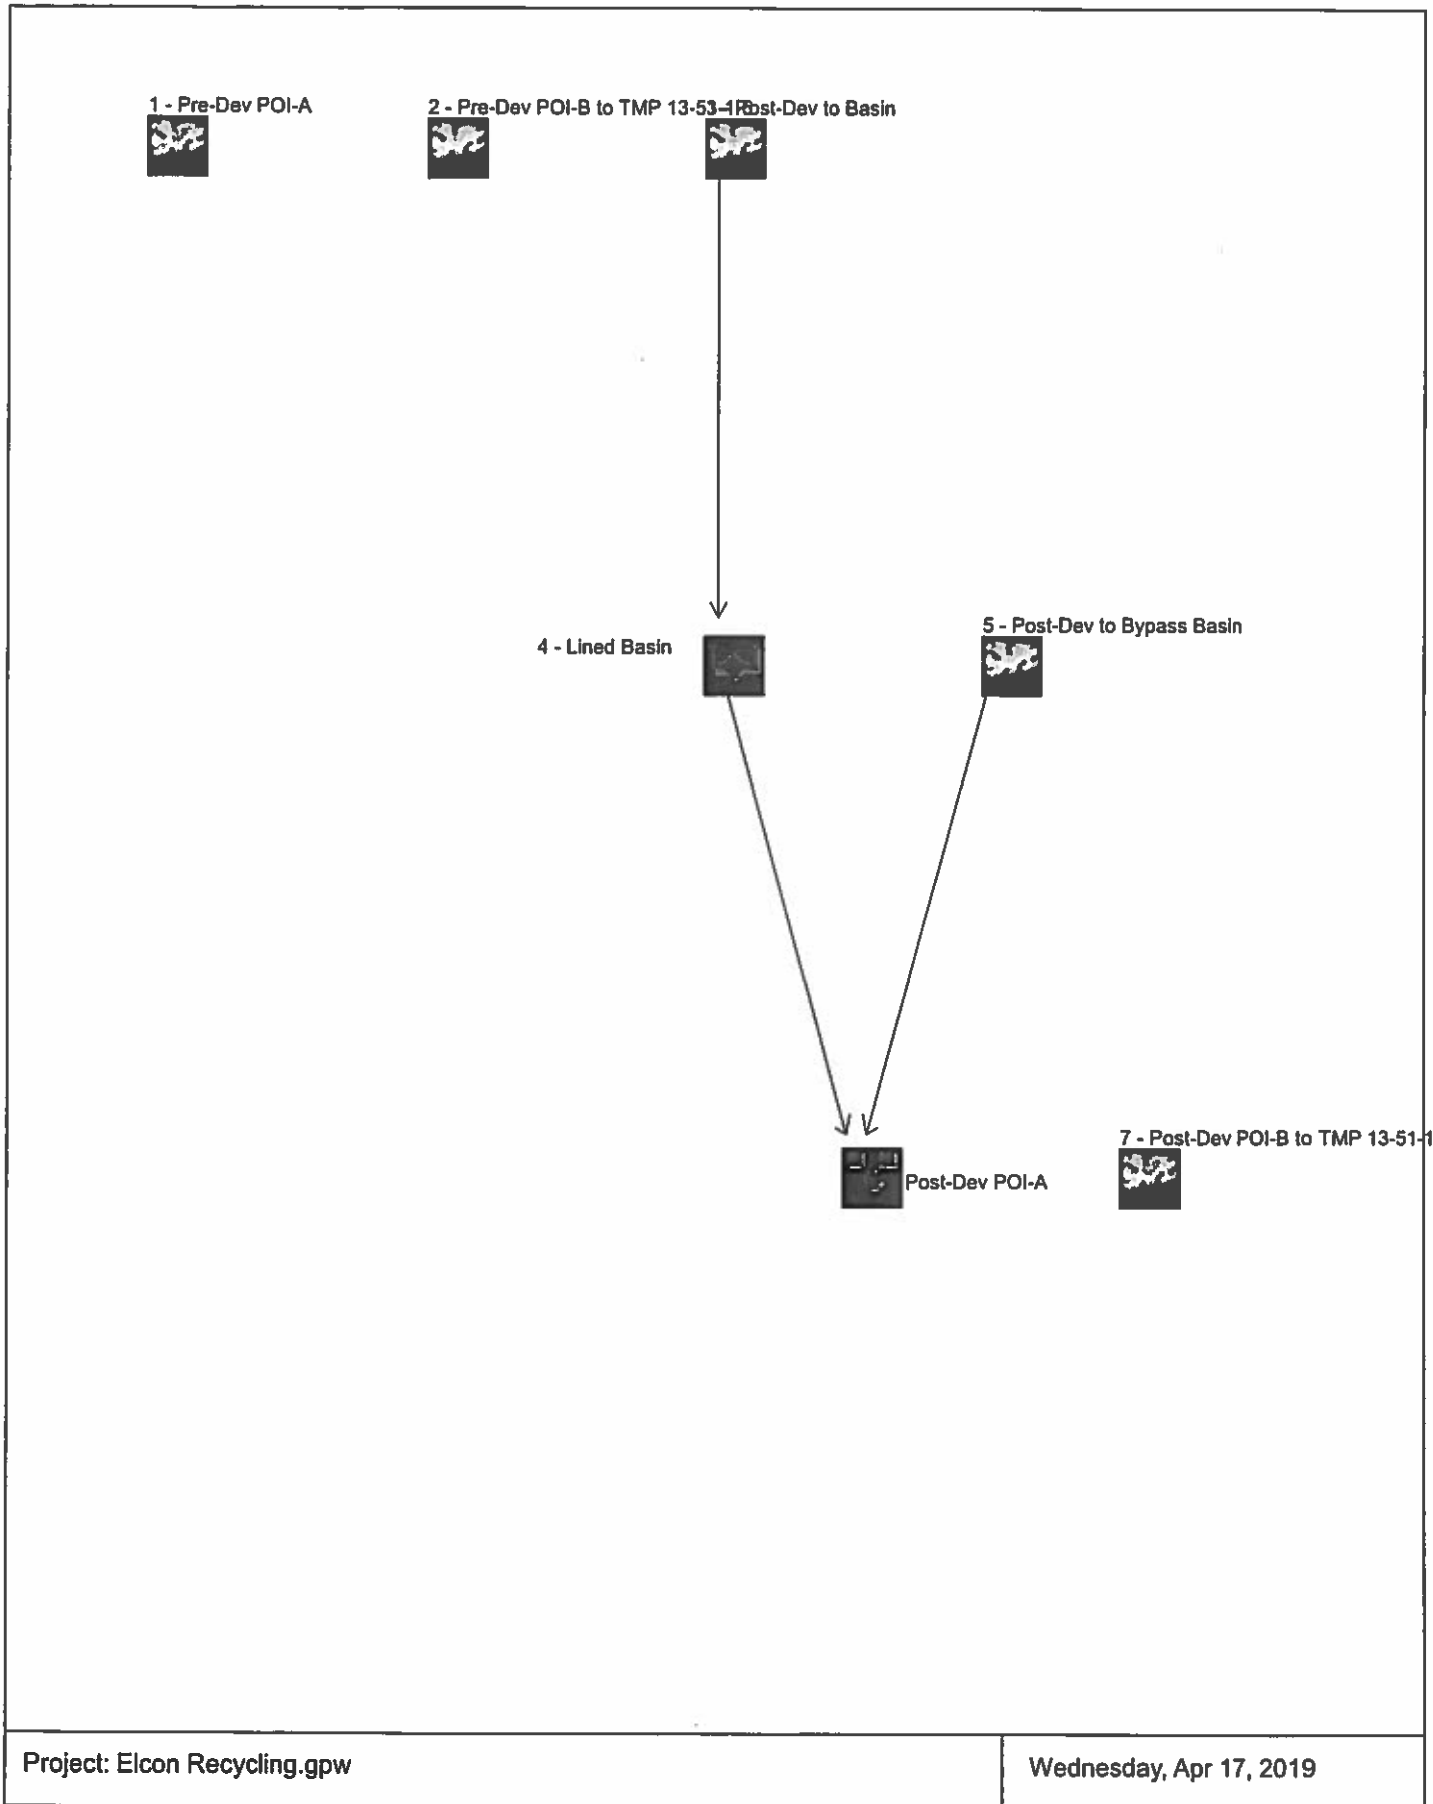 1 - Pre-Dev POI-A
2 - Pre-Dev POI-B to TMP 13-53-1
Post-Dev to Basin
4 - Lined Basin
5 - Post-Dev to Bypass Basin
Post-Dev POI-A
7 - Post-Dev POI-B to TMP 13-51-1
Project: Elcon Recycling.gpw
Wednesday, Apr 17, 2019